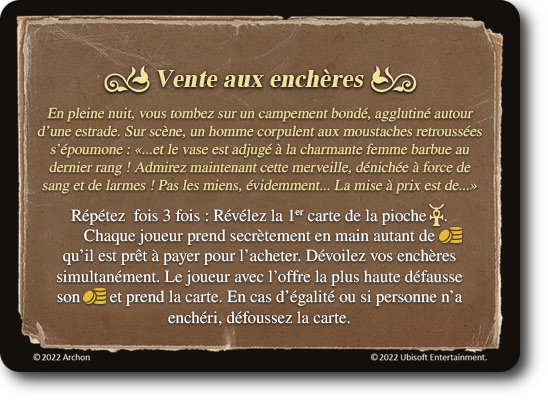 Vente aux enchères
En pleine nuit, vous tombez sur un campement bondé, agglutiné autour
d'une estrade. Sur scène, un homme corpulent aux moustaches retroussées
s'époumone : «...et le vase est adjugé à la charmante femme barbue au
dernier rang ! Admirez maintenant cette merveille, dénichée à force de
sang et de larmes ! Pas les miens, évidemment... La mise à prix est de...»
Répétez fois 3 fois : Révélez la 1er carte de la pioche .
Chaque joueur prend secrètement en main autant de
qu'il est prêt à payer pour l'acheter. Dévoilez vos enchères
simultanément. Le joueur avec l'offre la plus haute défausse
son et prend la carte. En cas d'égalité ou si personne n'a
enchéri, défoussez la carte.
© 2022 Archon
© 2022 Ubisoft Entertainment.